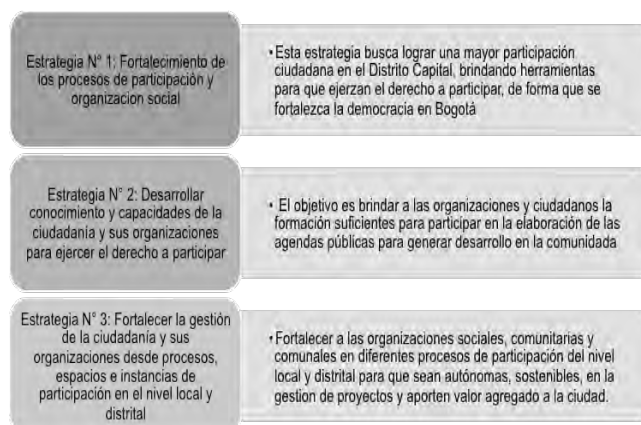 Estrategia N° 1: Fortalecimiento de
los procesos de participación y
organizacion social
• Esta estrategia busca lograr una mayor participación
ciudadana en el Distrito Capital, brindando herramientas
para que ejerzan el derecho a participar, de forma que se
fortalezca la democracia en Bogotá
Estrategia N° 2: Desarrollar
conocimiento y capacidades de la
ciudadanía y sus organizaciones
para ejercer el derecho a participar
• El objetivo es brindar a las organizaciones y ciudadanos la
formación suficientes para participar en la elaboración de las
agendas públicas para generar desarrollo en la comunidada
Estrategia N° 3: Fortalecer la gestión
de la ciudadanía y sus
organizaciones desde procesos,
espacios e instancias de
participación en el nivel local y
distrital
• Fortalecer a las organizaciones sociales, comunitarias y
comunales en diferentes procesos de participación del nivel
local y distrital para que sean autónomas, sostenibles, en la
gestion de proyectos y aporten valor agregado a la ciudad.